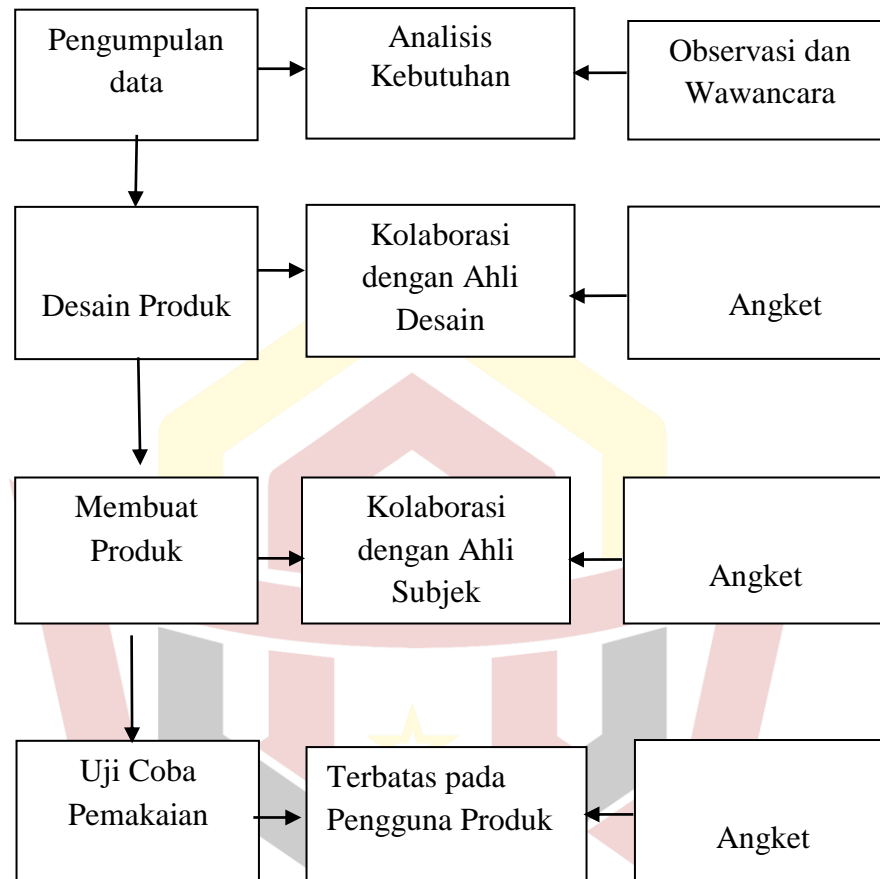 Pengumpulan
data
Analisis
Kebutuhan
Observasi dan
Wawancara
Desain Produk
Kolaborasi
dengan Ahli
Desain
Angket
Membuat
Produk
Kolaborasi
dengan Ahli
Subjek
Angket
Uji Coba
Pemakaian
Terbatas pada
Pengguna Produk
Angket